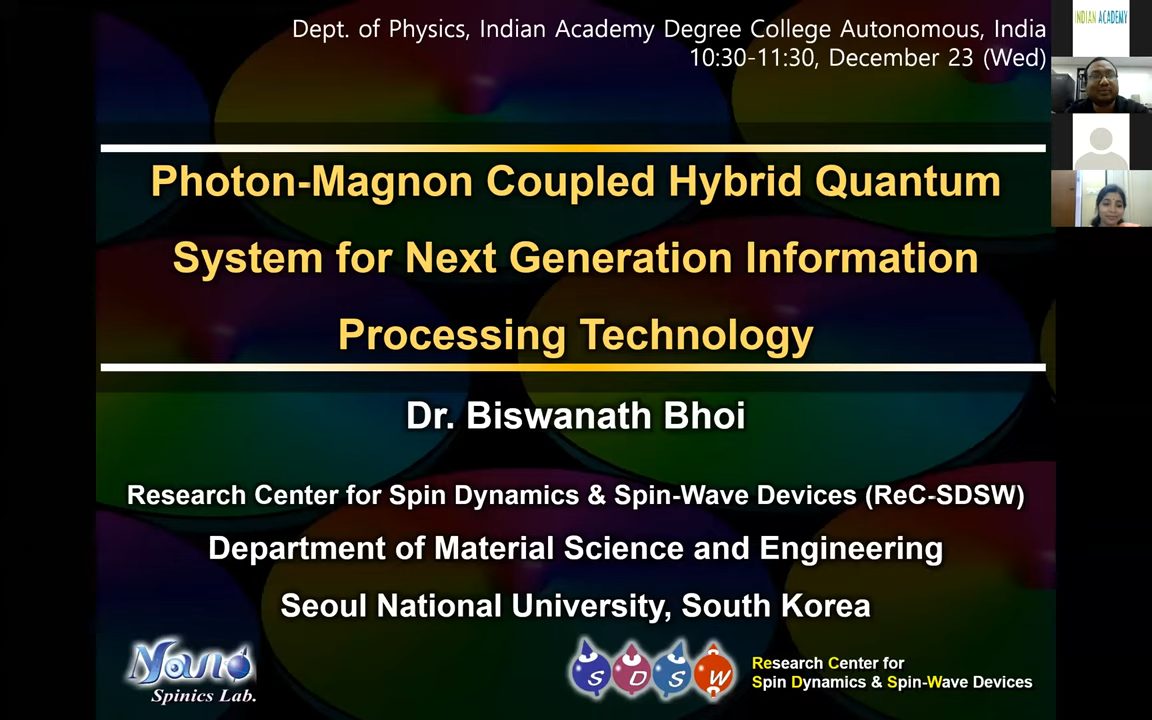 Dept. of Physics, Indian Academy Degree College Autonomous, India
10:30-11:30, December 23 (Wed)
INDIAN ACADEMY
Photon-Magnon Coupled Hybrid Quantum
System for Next Generation Information
Processing Technology
Dr. Biswanath Bhoi
Research Center for Spin Dynamics & Spin-Wave Devices (ReC-SDSW)
Department of Material Science and Engineering
Seoul National University, South Korea
Nano
Spinics Lab.
S D S W
Research Center for
Spin Dynamics & Spin-Wave Devices